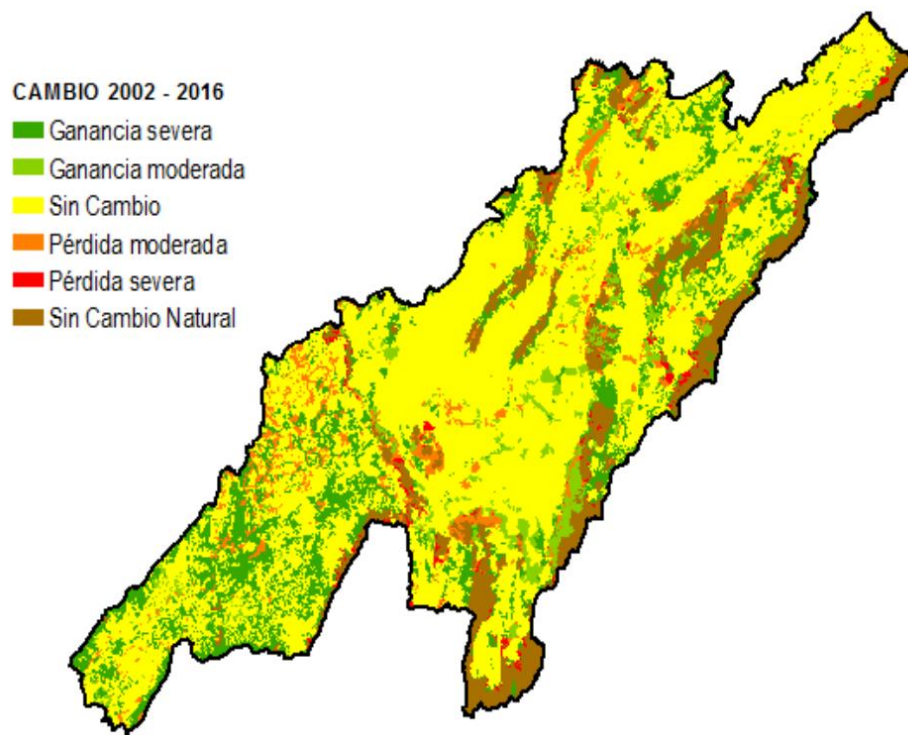 CAMBIO 2002 - 2016
Ganancia severa
Ganancia moderada
Sin Cambio
Pérdida moderada
Pérdida severa
Sin Cambio Natural